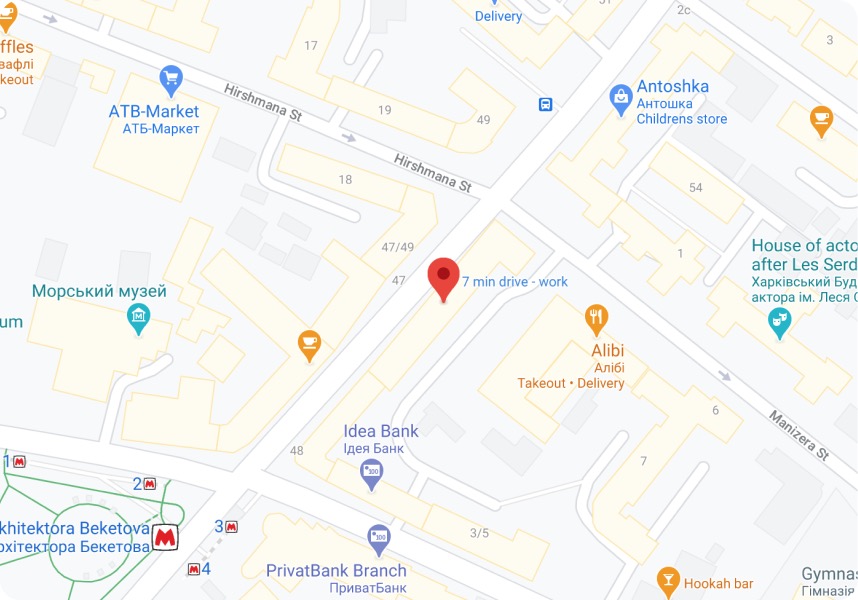 Delivery
31
2c
3
ffles
вафлі
keout
17
ATB-Market
АТБ-Маркет
Hirshmana St
19
49
Antoshka
Антошка
Childrens store
Hirshmana St
18
54
47/49
47
1
7 min drive - work
House of acto
after Les Serd
Харківський Буд
актора ім. Леся С
Морський музей
um
Alibi
Алібі
Takeout • Delivery
6
Manizera St
Idea Bank
Ідея Банк
48
7
1
2
3
4
khitektora Beketova
рхітектора Бекетова
3/5
PrivatBank Branch
ПриватБанк
Hookah bar
Gymnas
Гімназія